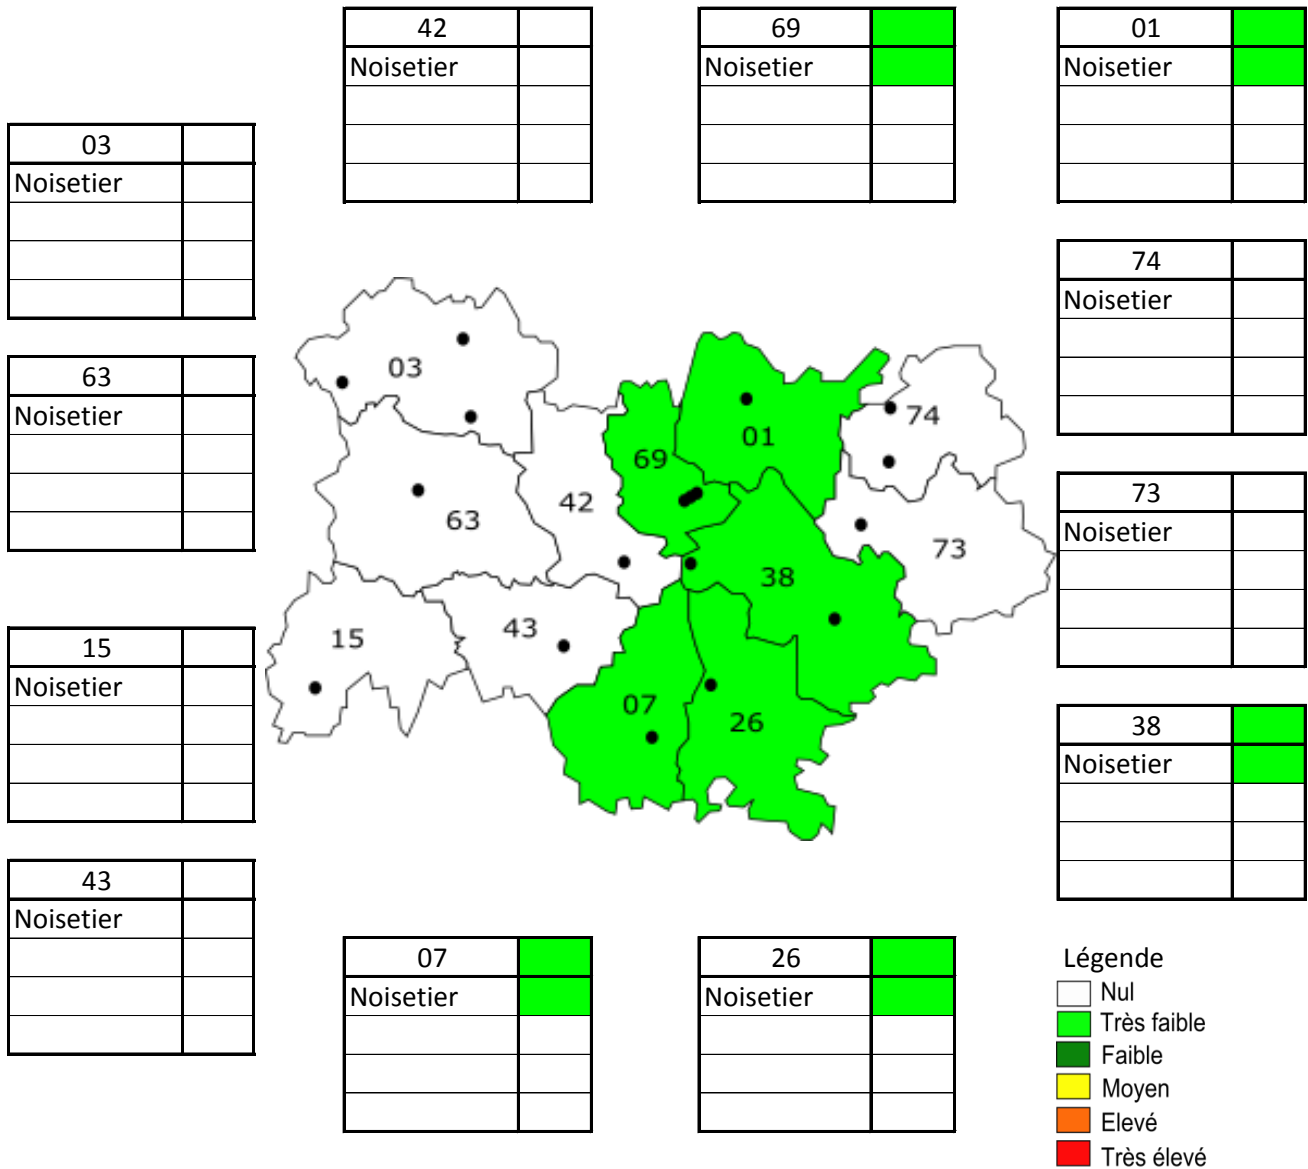 42
Noisetier
69
Noisetier
01
Noisetier
03
Noisetier
74
Noisetier
63
Noisetier
73
Noisetier
15
Noisetier
38
Noisetier
43
Noisetier
07
Noisetier
26
Noisetier
03
01
74
69
42
63
73
38
15
43
07
26
Légende
Nul
Très faible
Faible
Moyen
Elevé
Très élevé